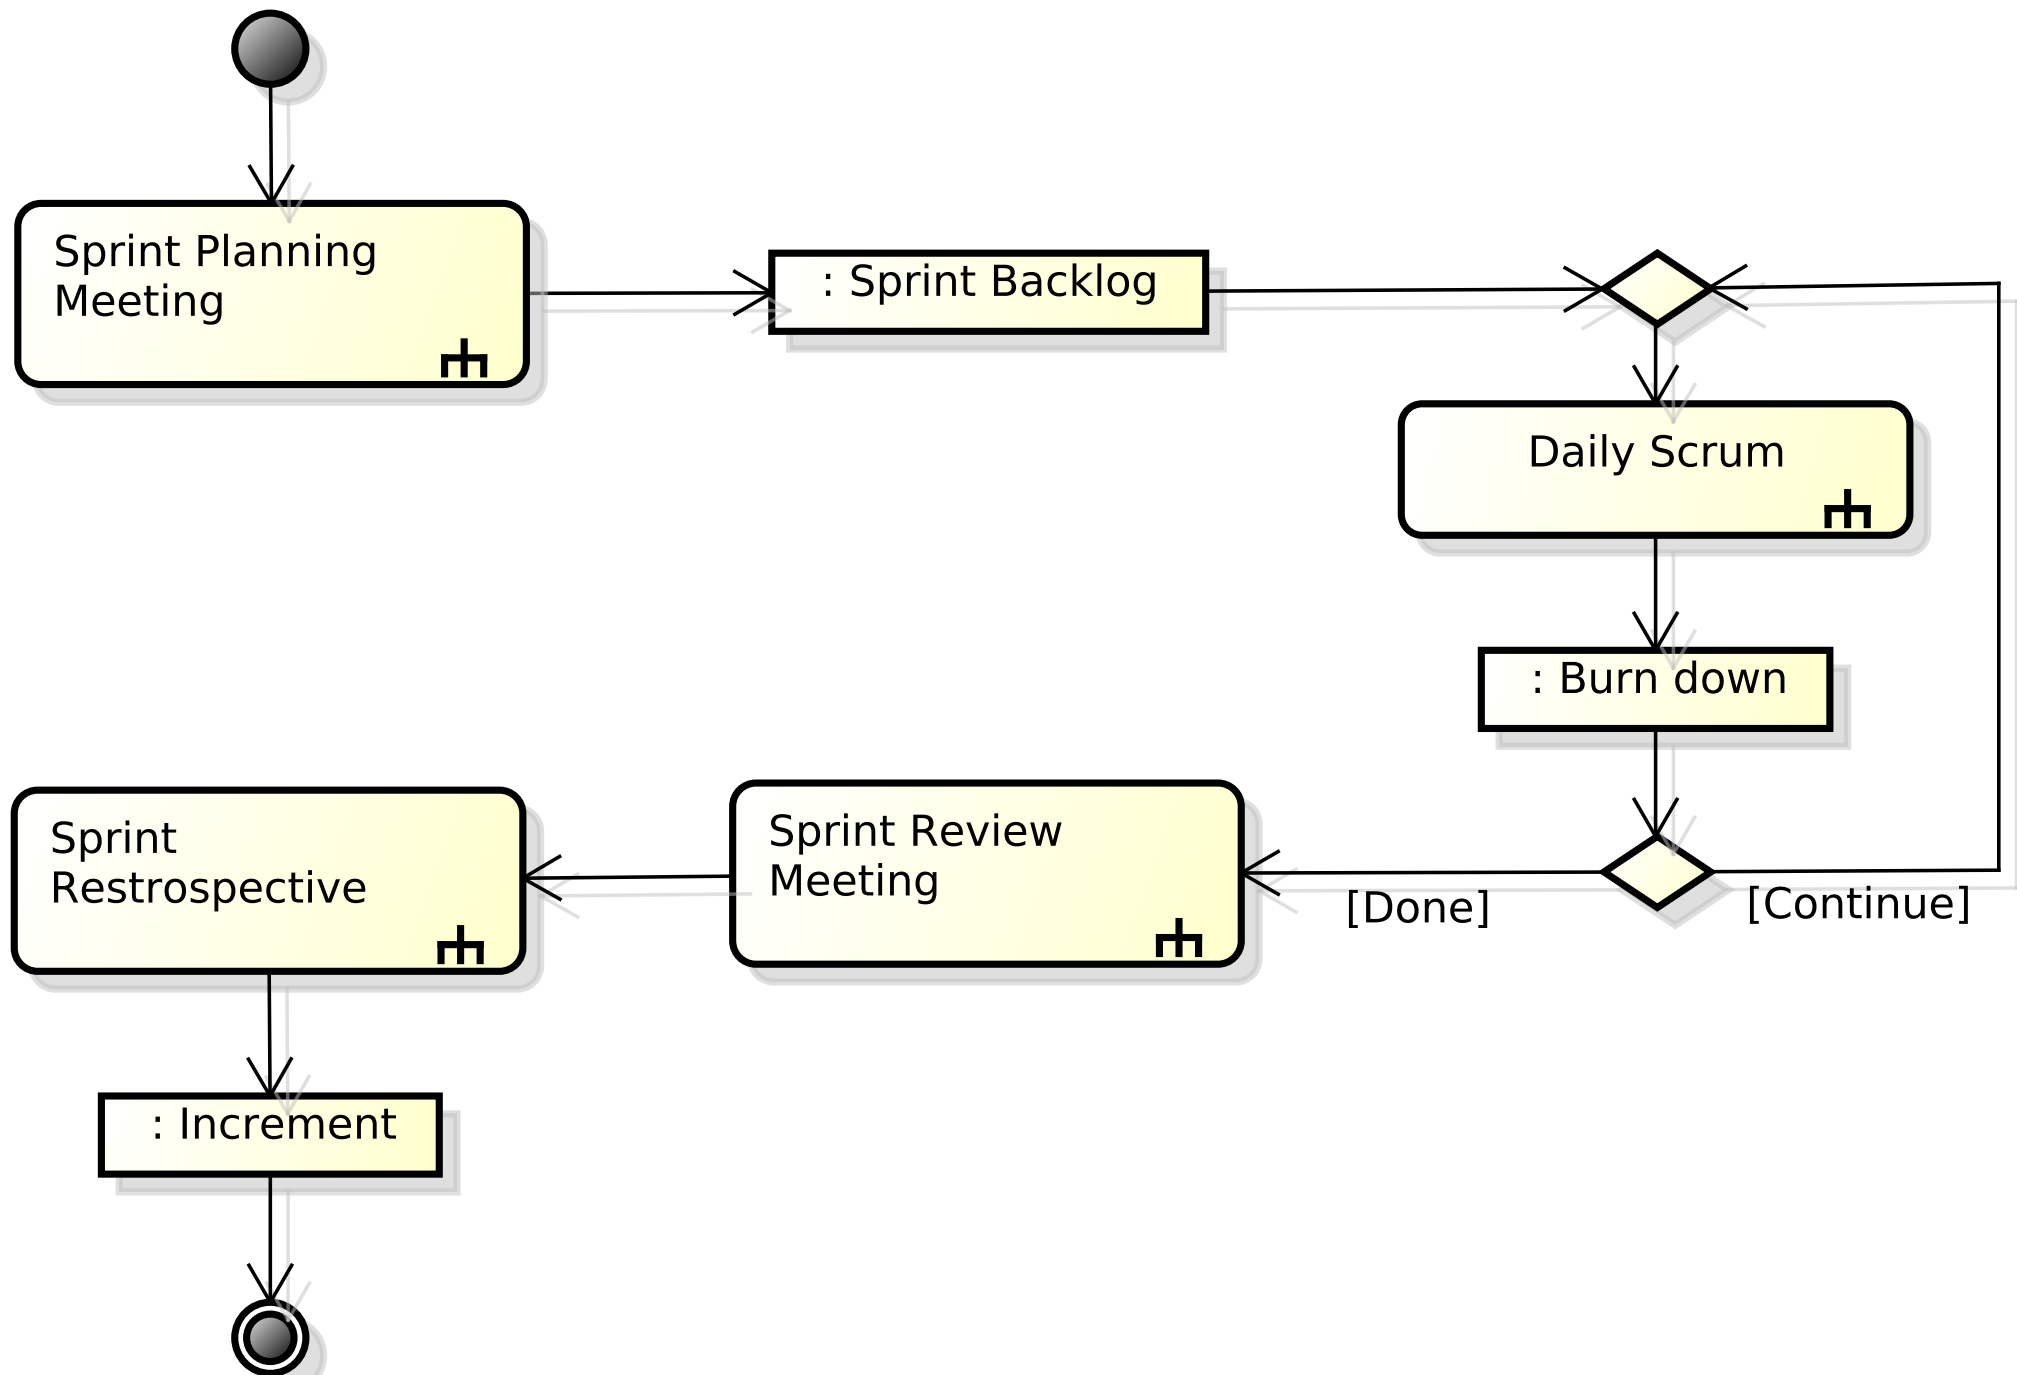 Sprint Planning
Meeting
: Sprint Backlog
Daily Scrum
: Burn down
[Continue]
[Done]
Sprint Review
Meeting
Sprint
Restrospective
: Increment